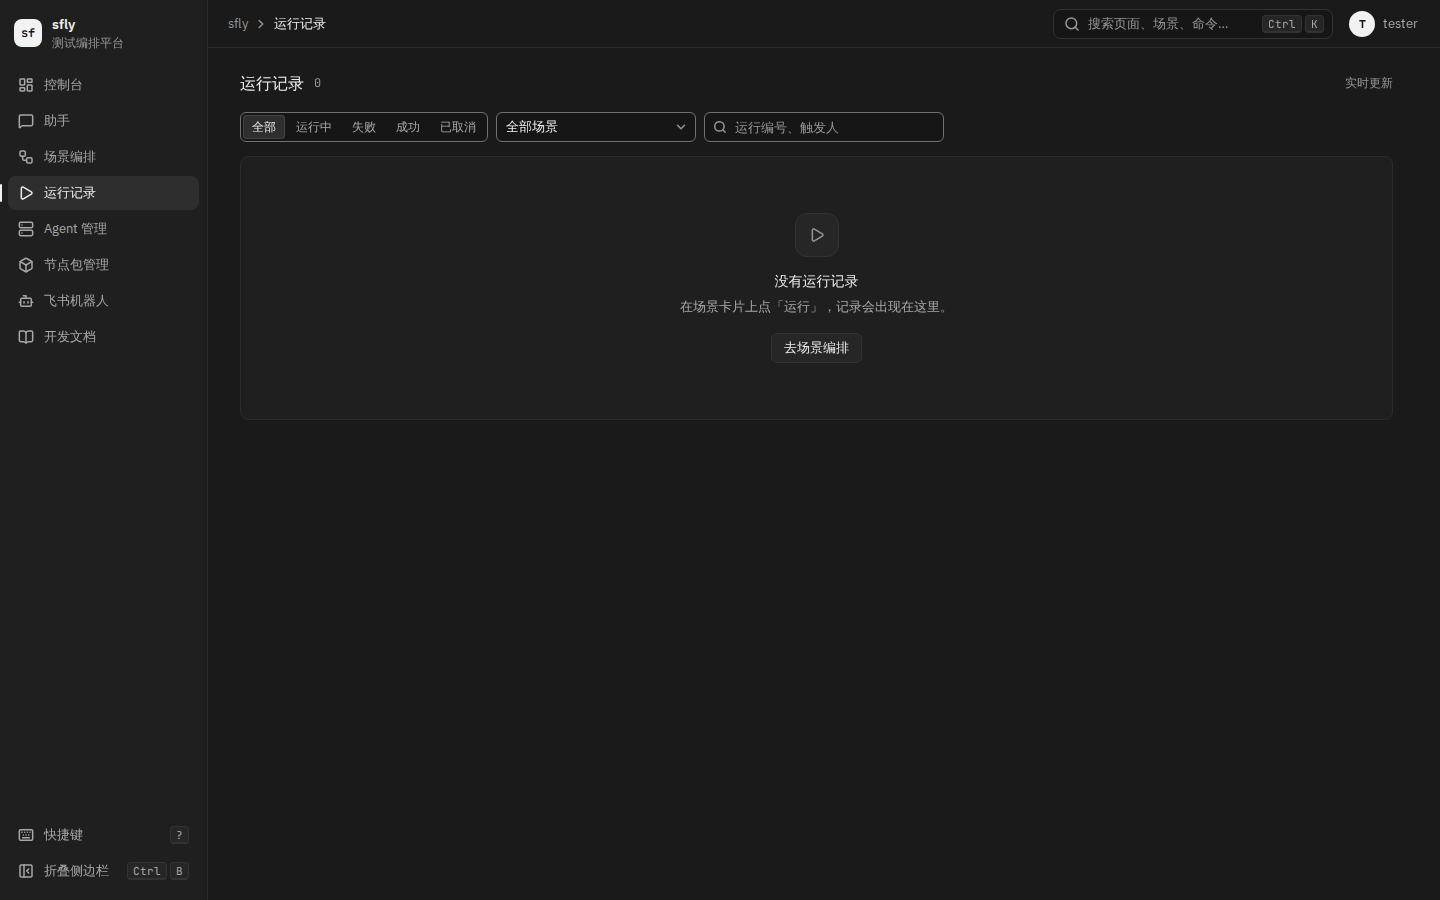 sf
sfly
测试编排平台
控制台
助手
场景编排
运行记录
Agent 管理
节点包管理
飞书机器人
开发文档
快捷键 ?
折叠侧边栏 Ctrl B
sfly > 运行记录
搜索页面、场景、命令... Ctrl K
T tester
运行记录 0
实时更新
全部 运行中 失败 成功 已取消
全部场景
运行编号、触发人
没有运行记录
在场景卡片上点「运行」，记录会出现在这里。
去场景编排